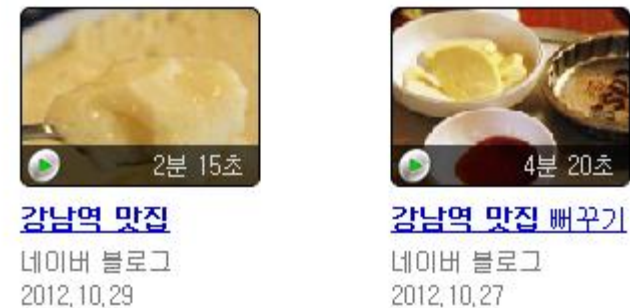 2분 15초
강남역 맛집
네이버 블로그
2012,10,29
4분 20초
강남역 맛집 뻐꾸기
네이버 블로그
2012,10,27